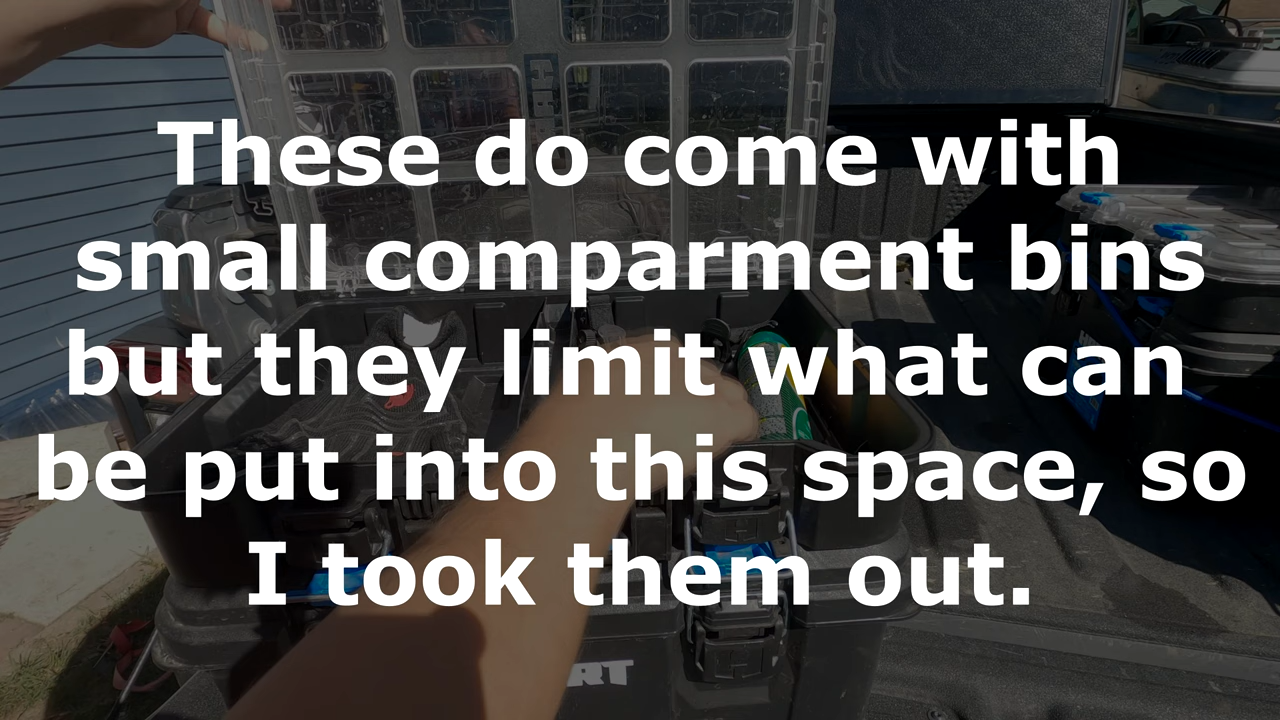 These do come with
small comparment bins
but they limit what can
be put into this space, so
I took them out.
RT